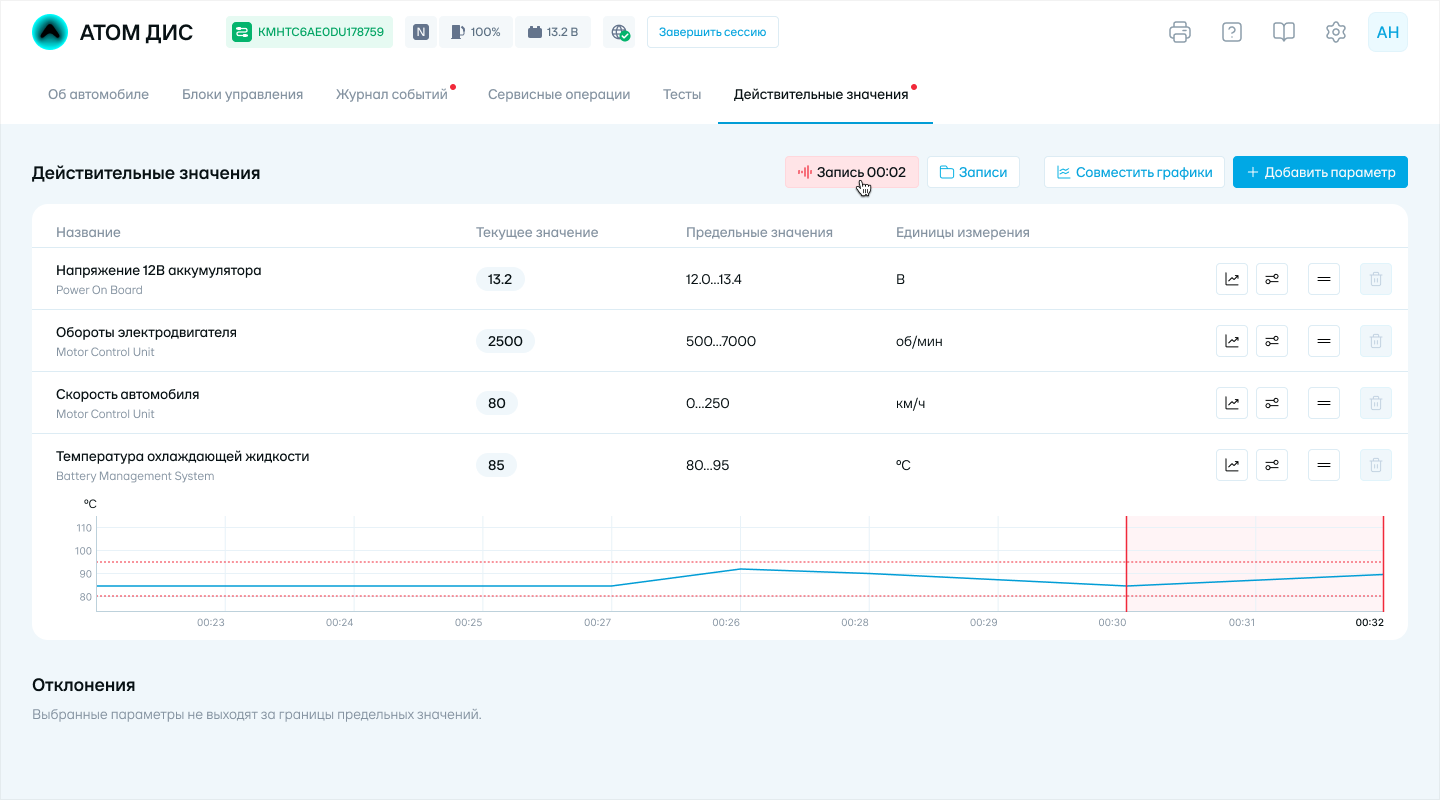 АТОМ ДИС
KMHTC6AE0DU178759
N
100%
13.2 В
Завершить сессию
?
АН
Об автомобиле
Блоки управления
Журнал событий
Сервисные операции
Тесты
Действительные значения
Действительные значения
Запись 00:02
Записи
Совместить графики
+ Добавить параметр
Название
Текущее значение
Предельные значения
Единицы измерения
Напряжение 12В аккумулятора
Power On Board
13.2
12.0...13.4
В
Обороты электродвигателя
Motor Control Unit
2500
500...7000
об/мин
Скорость автомобиля
Motor Control Unit
80
0...250
км/ч
Температура охлаждающей жидкости
Battery Management System
85
80...95
°C
°C
110
100
90
80
00:23
00:24
00:25
00:27
00:26
00:28
00:29
00:30
00:31
00:32
Отклонения
Выбранные параметры не выходят за границы предельных значений.